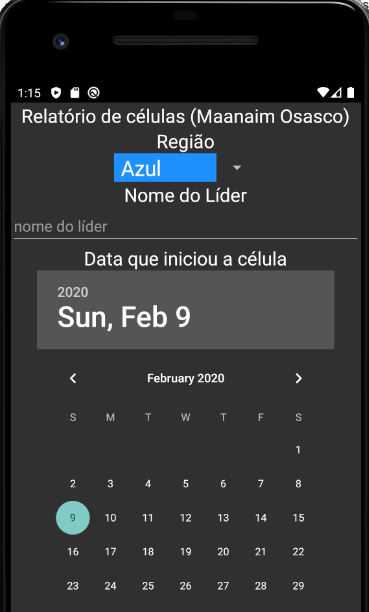 1:15
Relatório de células (Maanaim Osasco)
Região
Azul
Nome do Líder
nome do líder
Data que iniciou a célula
2020
Sun, Feb 9
February 2020
S M T W T F S
1
2 3 4 5 6 7 8
9 10 11 12 13 14 15
16 17 18 19 20 21 22
23 24 25 26 27 28 29